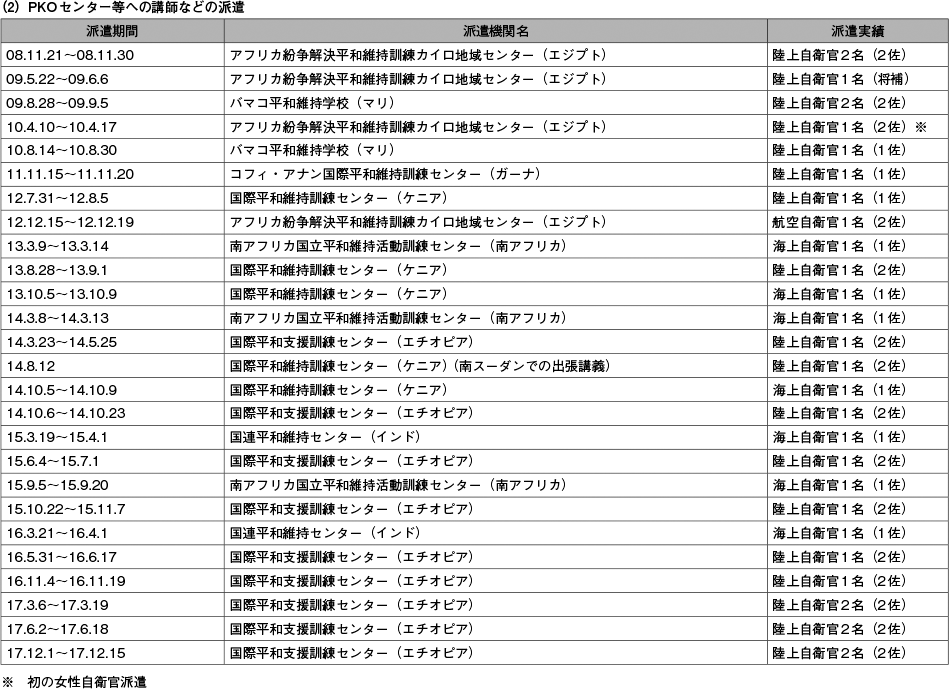 (2) PKOセンター等への講師などの派遣
派遣期間 派遣機関名 派遣実績
08.11.21～08.11.30 アフリカ紛争解決平和維持訓練カイロ地域センター（エジプト） 陸上自衛官２名（２佐）
09.5.22～09.6.6 アフリカ紛争解決平和維持訓練カイロ地域センター（エジプト） 陸上自衛官１名（将補）
09.8.28～09.9.5 バマコ平和維持学校（マリ） 陸上自衛官２名（２佐）
10.4.10～10.4.17 アフリカ紛争解決平和維持訓練カイロ地域センター（エジプト） 陸上自衛官１名（２佐）※
10.8.14～10.8.30 バマコ平和維持学校（マリ） 陸上自衛官１名（１佐）
11.11.15～11.11.20 コフィ・アナン国際平和維持訓練センター（ガーナ） 陸上自衛官１名（１佐）
12.7.31～12.8.5 国際平和維持訓練センター（ケニア） 陸上自衛官１名（１佐）
12.12.15～12.12.19 アフリカ紛争解決平和維持訓練カイロ地域センター（エジプト） 航空自衛官１名（２佐）
13.3.9～13.3.14 南アフリカ国立平和維持活動訓練センター（南アフリカ） 海上自衛官１名（１佐）
13.8.28～13.9.1 国際平和維持訓練センター（ケニア） 陸上自衛官１名（２佐）
13.10.5～13.10.9 国際平和維持訓練センター（ケニア） 海上自衛官１名（１佐）
14.3.8～14.3.13 南アフリカ国立平和維持活動訓練センター（南アフリカ） 海上自衛官１名（１佐）
14.3.23～14.5.25 国際平和支援訓練センター（エチオピア） 陸上自衛官１名（２佐）
14.8.12 国際平和維持訓練センター（ケニア）（南スーダンでの出張講義） 陸上自衛官１名（２佐）
14.10.5～14.10.9 国際平和維持訓練センター（ケニア） 海上自衛官１名（１佐）
14.10.6～14.10.23 国際平和支援訓練センター（エチオピア） 陸上自衛官１名（２佐）
15.3.19～15.4.1 国連平和維持センター（インド） 海上自衛官１名（１佐）
15.6.4～15.7.1 国際平和支援訓練センター（エチオピア） 陸上自衛官１名（２佐）
15.9.5～15.9.20 南アフリカ国立平和維持活動訓練センター（南アフリカ） 海上自衛官１名（１佐）
15.10.22～15.11.7 国際平和支援訓練センター（エチオピア） 陸上自衛官１名（２佐）
16.3.21～16.4.1 国連平和維持センター（インド） 海上自衛官１名（１佐）
16.5.31～16.6.17 国際平和支援訓練センター（エチオピア） 陸上自衛官１名（２佐）
16.11.4～16.11.19 国際平和支援訓練センター（エチオピア） 陸上自衛官１名（２佐）
17.3.6～17.3.19 国際平和支援訓練センター（エチオピア） 陸上自衛官２名（２佐）
17.6.2～17.6.18 国際平和支援訓練センター（エチオピア） 陸上自衛官２名（２佐）
17.12.1～17.12.15 国際平和支援訓練センター（エチオピア） 陸上自衛官２名（２佐）
※ 初の女性自衛官派遣